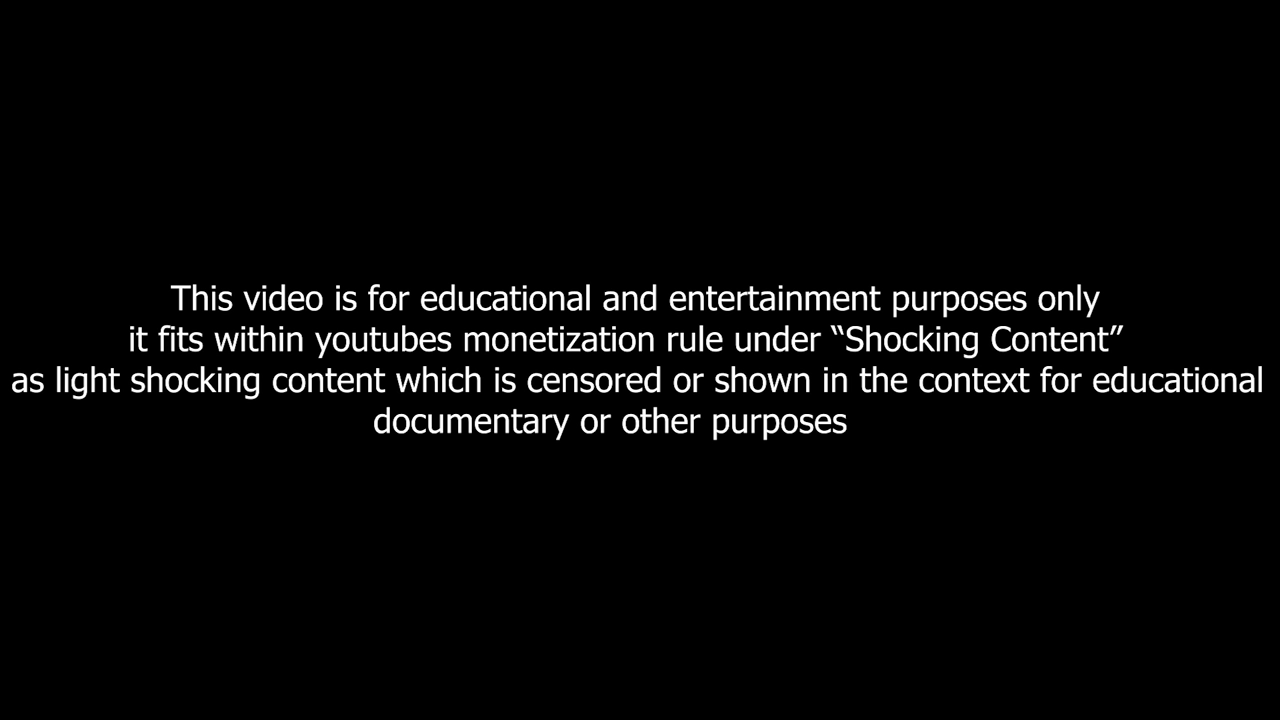 This video is for educational and entertainment purposes only
it fits within youtubes monetization rule under “Shocking Content”
as light shocking content which is censored or shown in the context for educational
documentary or other purposes